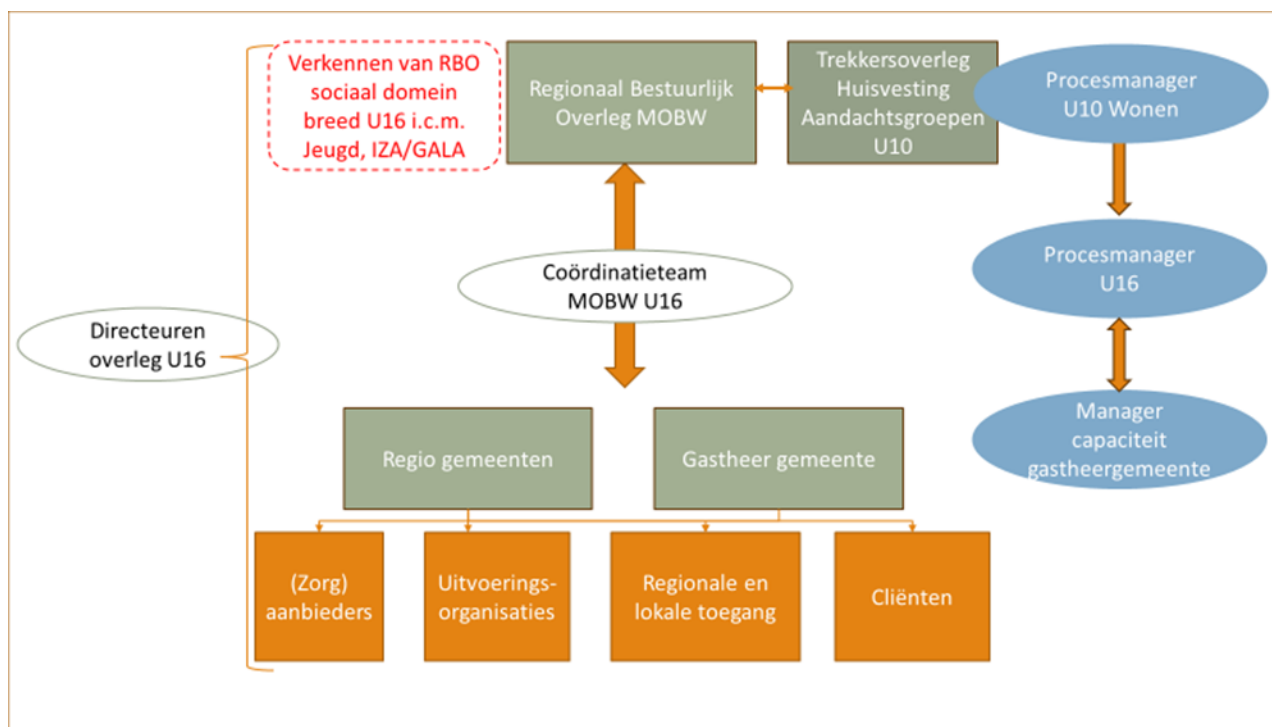 Verkennen van RBO
sociaal domein
breed U16 i.c.m.
Jeugd, IZA/GALA
Regionaal Bestuurlijk
Overleg MOBW
Trekkersoverleg
Huisvesting
Aandachtsgroepen
U10
Procesmanager
U10 Wonen
Coördinatieteam
MOBW U16
Procesmanager
U16
Directeuren
overleg U16
Manager
capaciteit
gastheergemeente
Regio gemeenten
Gastheer gemeente
(Zorg)
aanbieders
Uitvoerings-
organisaties
Regionale en
lokale toegang
Cliënten